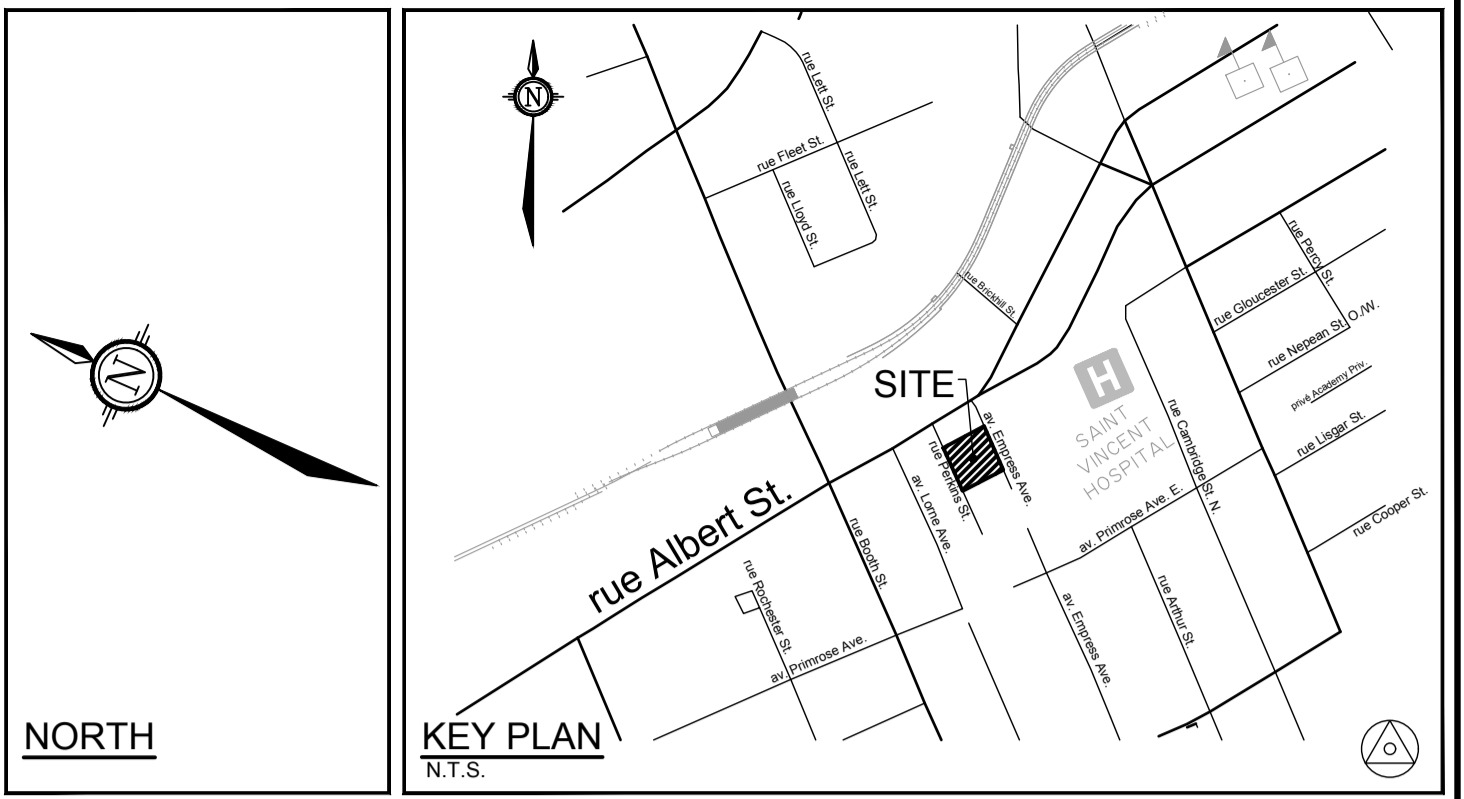 N
NORTH
N
rue Lett St.
rue Fleet St.
rue Lett St.
rue Lloyd St.
rue Brickhill St.
rue Percy St.
rue Gloucester St.
rue Nepean St. O./W.
privé Academy Priv.
rue Lisgar St.
rue Cooper St.
SITE
H
SAINT
VINCENT
HOSPITAL
rue Cambridge St. N.
av. Empress Ave.
rue Perkins St.
av. Lorne Ave.
av. Primrose Ave. E.
rue Albert St.
rue Booth St.
rue Rochester St.
av. Primrose Ave.
av. Empress Ave.
rue Arthur St.
KEY PLAN
N.T.S.